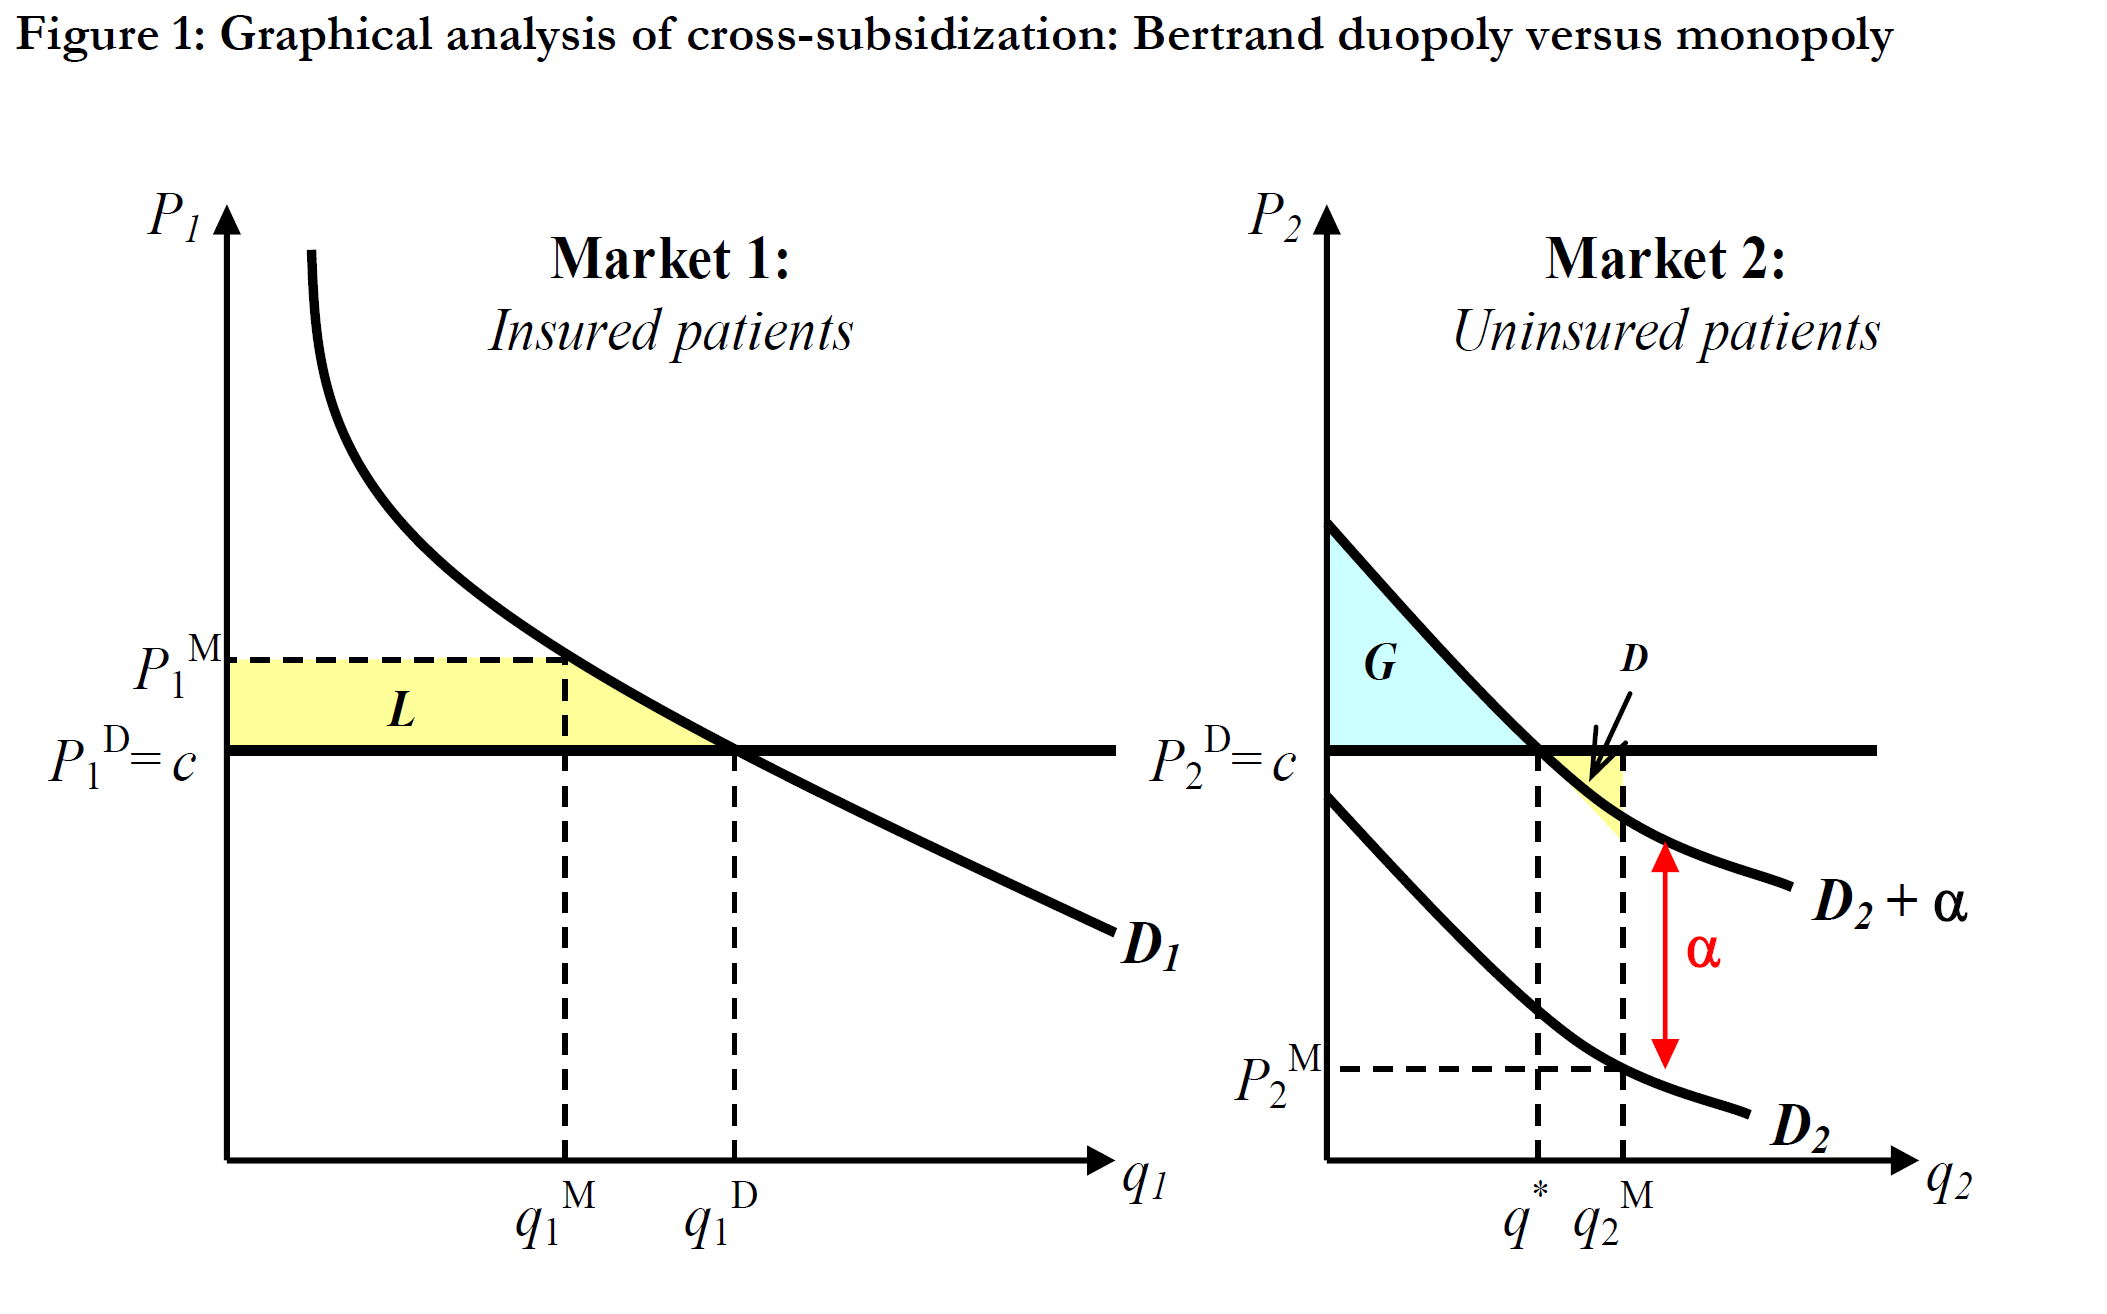 Figure 1: Graphical analysis of cross-subsidization: Bertrand duopoly versus monopoly
P1
Market 1:
Insured patients
P1M
L
P1D= c
D1
q1
q1M
q1D
P2
Market 2:
Uninsured patients
G
D
P2D= c
D2 + α
α
P2M
D2
q2
q*
q2M